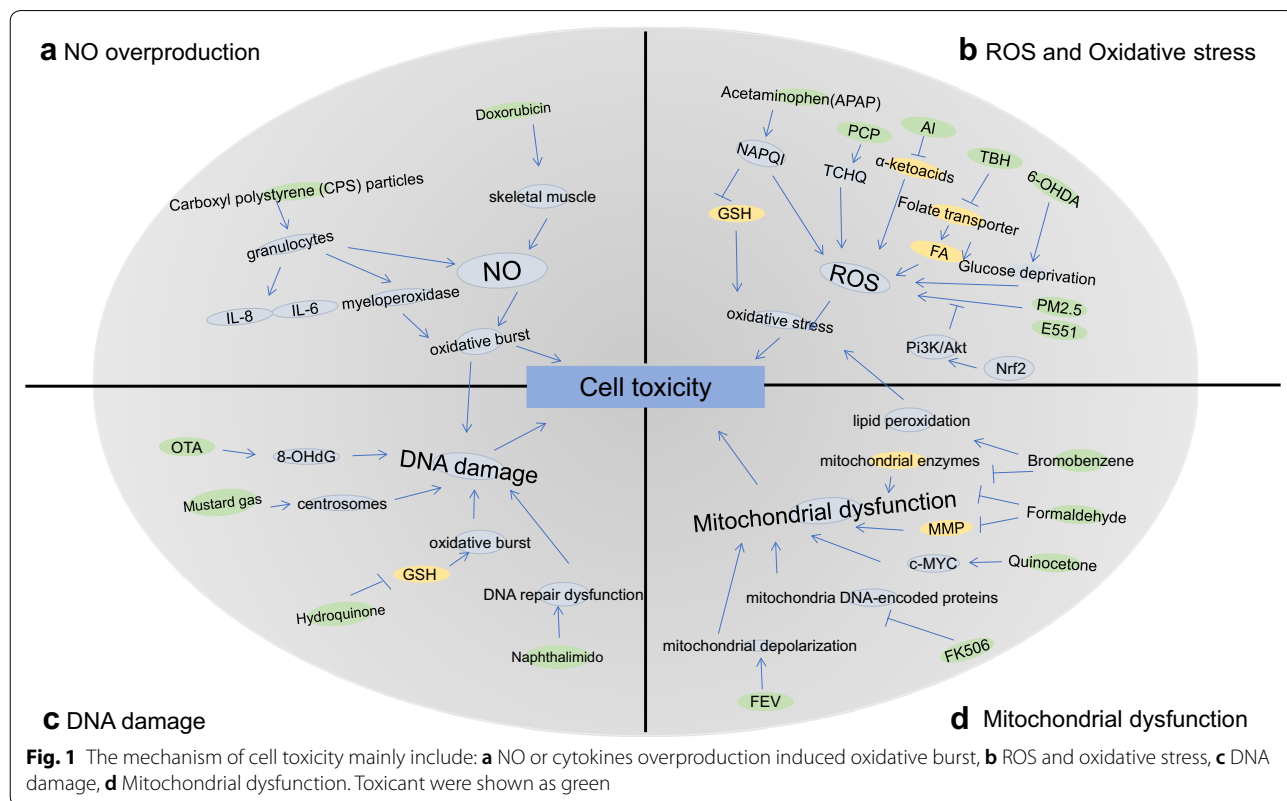 a NO overproduction
Doxorubicin
Carboxyl polystyrene (CPS) particles
skeletal muscle
granulocytes
NO
IL-8
IL-6
myeloperoxidase
oxidative burst
b ROS and Oxidative stress
Acetaminophen(APAP)
PCP
AI
TBH
6-OHDA
NAPQI
TCHQ
α-ketoacids
GSH
Folate transporter
FA
Glucose deprivation
ROS
PM2.5
E551
oxidative stress
Pi3K/Akt
Nrf2
Cell toxicity
OTA
8-OHdG
DNA damage
Mustard gas
centrosomes
oxidative burst
GSH
Hydroquinone
DNA repair dysfunction
Naphthalimido
c DNA damage
lipid peroxidation
mitochondrial enzymes
Bromobenzene
Mitochondrial dysfunction
MMP
Formaldehyde
c-MYC
Quinocetone
mitochondria DNA-encoded proteins
mitochondrial depolarization
FK506
FEV
d Mitochondrial dysfunction
Fig. 1 The mechanism of cell toxicity mainly include: a NO or cytokines overproduction induced oxidative burst, b ROS and oxidative stress, c DNA
damage, d Mitochondrial dysfunction. Toxicant were shown as green